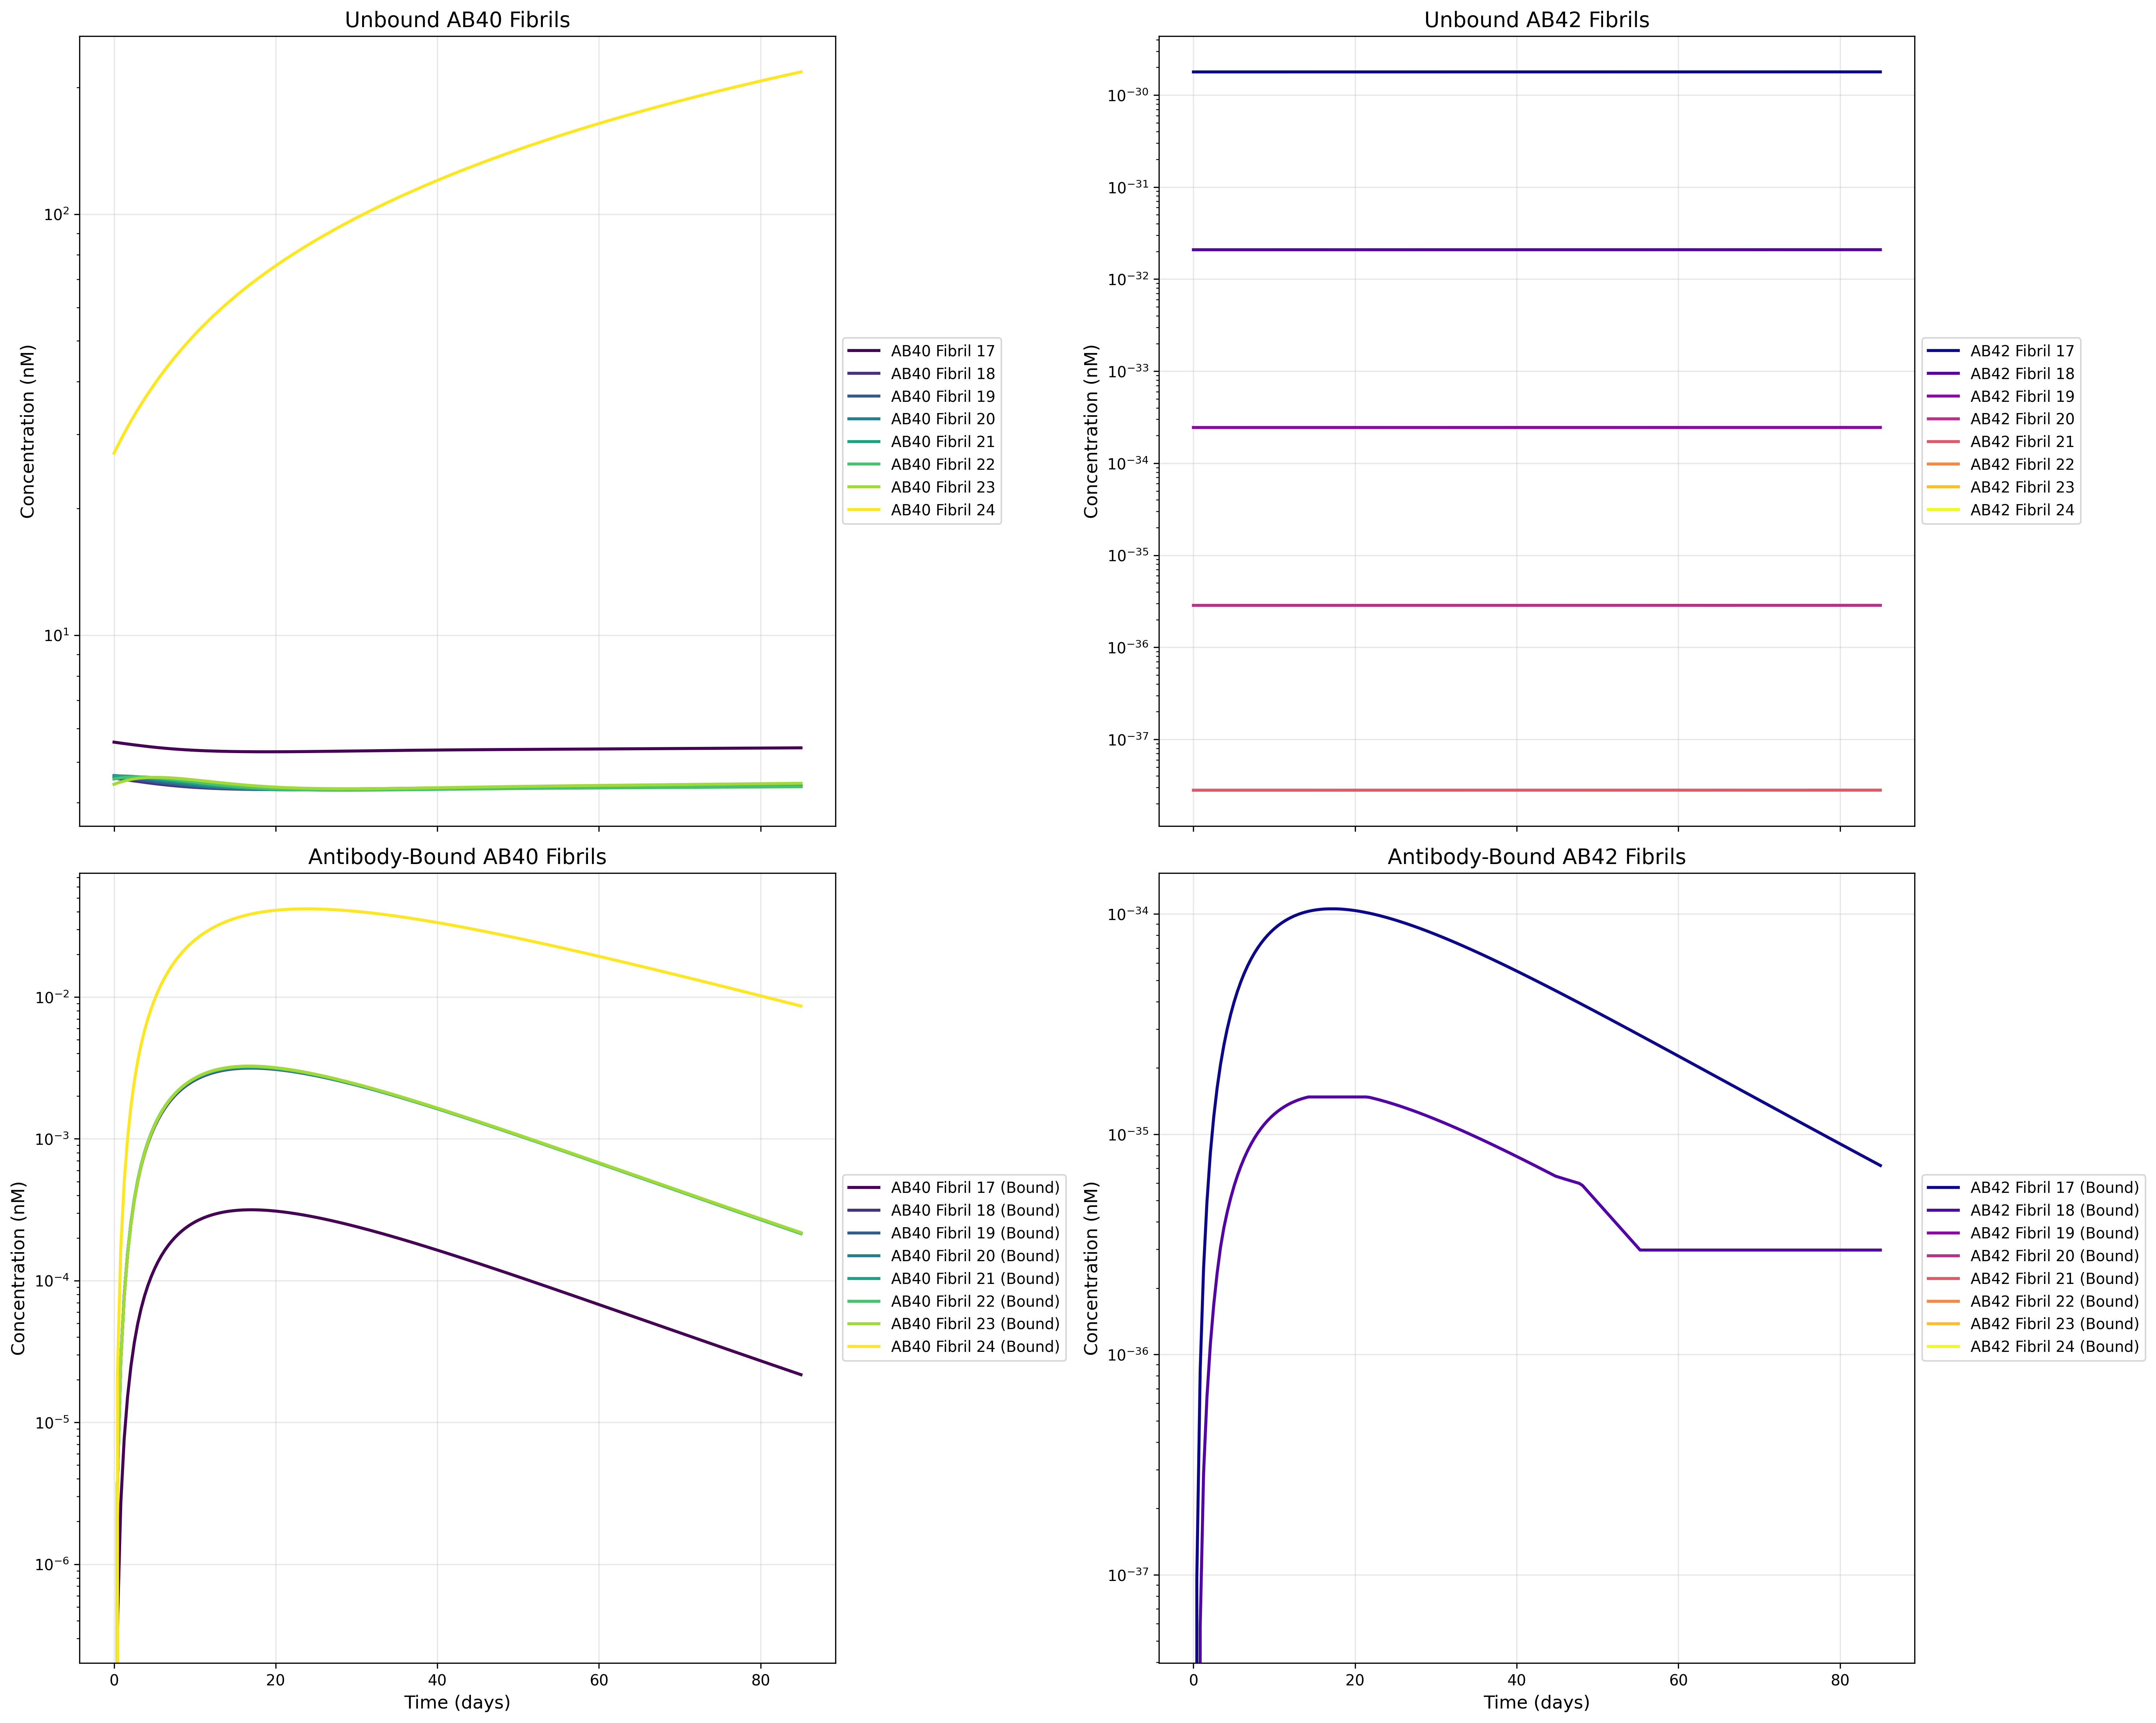 Unbound AB40 Fibrils
Concentration (nM)
10²
10¹
AB40 Fibril 17
AB40 Fibril 18
AB40 Fibril 19
AB40 Fibril 20
AB40 Fibril 21
AB40 Fibril 22
AB40 Fibril 23
AB40 Fibril 24
Unbound AB42 Fibrils
Concentration (nM)
10⁻³⁰
10⁻³¹
10⁻³²
10⁻³³
10⁻³⁴
10⁻³⁵
10⁻³⁶
10⁻³⁷
AB42 Fibril 17
AB42 Fibril 18
AB42 Fibril 19
AB42 Fibril 20
AB42 Fibril 21
AB42 Fibril 22
AB42 Fibril 23
AB42 Fibril 24
Antibody-Bound AB40 Fibrils
Concentration (nM)
10⁻²
10⁻³
10⁻⁴
10⁻⁵
10⁻⁶
0 20 40 60 80
Time (days)
AB40 Fibril 17 (Bound)
AB40 Fibril 18 (Bound)
AB40 Fibril 19 (Bound)
AB40 Fibril 20 (Bound)
AB40 Fibril 21 (Bound)
AB40 Fibril 22 (Bound)
AB40 Fibril 23 (Bound)
AB40 Fibril 24 (Bound)
Antibody-Bound AB42 Fibrils
Concentration (nM)
10⁻³⁴
10⁻³⁵
10⁻³⁶
10⁻³⁷
0 20 40 60 80
Time (days)
AB42 Fibril 17 (Bound)
AB42 Fibril 18 (Bound)
AB42 Fibril 19 (Bound)
AB42 Fibril 20 (Bound)
AB42 Fibril 21 (Bound)
AB42 Fibril 22 (Bound)
AB42 Fibril 23 (Bound)
AB42 Fibril 24 (Bound)